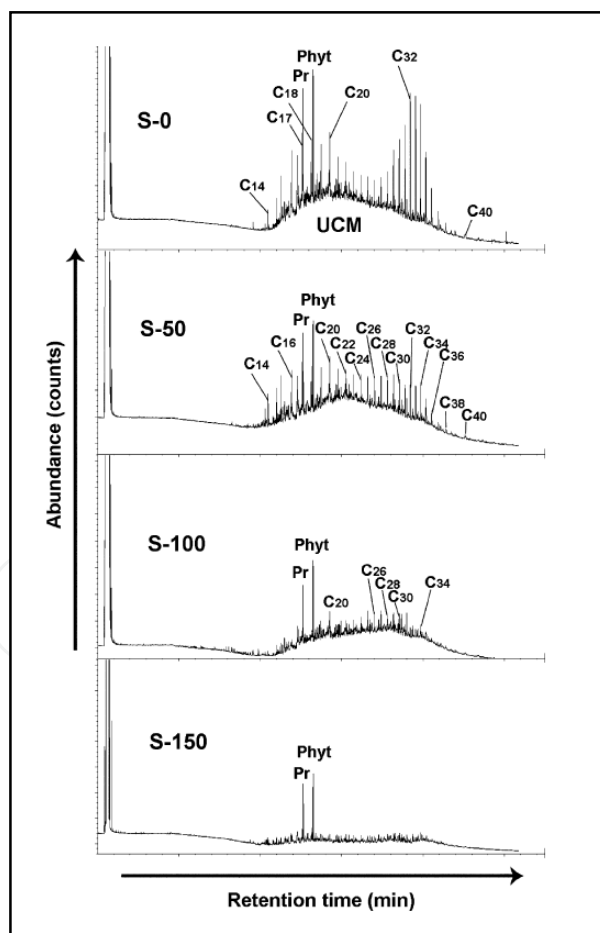 Phyt
Pr
C32
C18
C20
C17
S-0
C14
UCM
C40
Phyt
Pr
S-50
C20
C26
C32
C16
C22
C28
C34
C14
C24
C30
C36
C38
C40
S-100
Phyt
Pr
C26
C28
C34
C20
C30
S-150
Phyt
Pr
Abundance (counts)
Retention time (min)